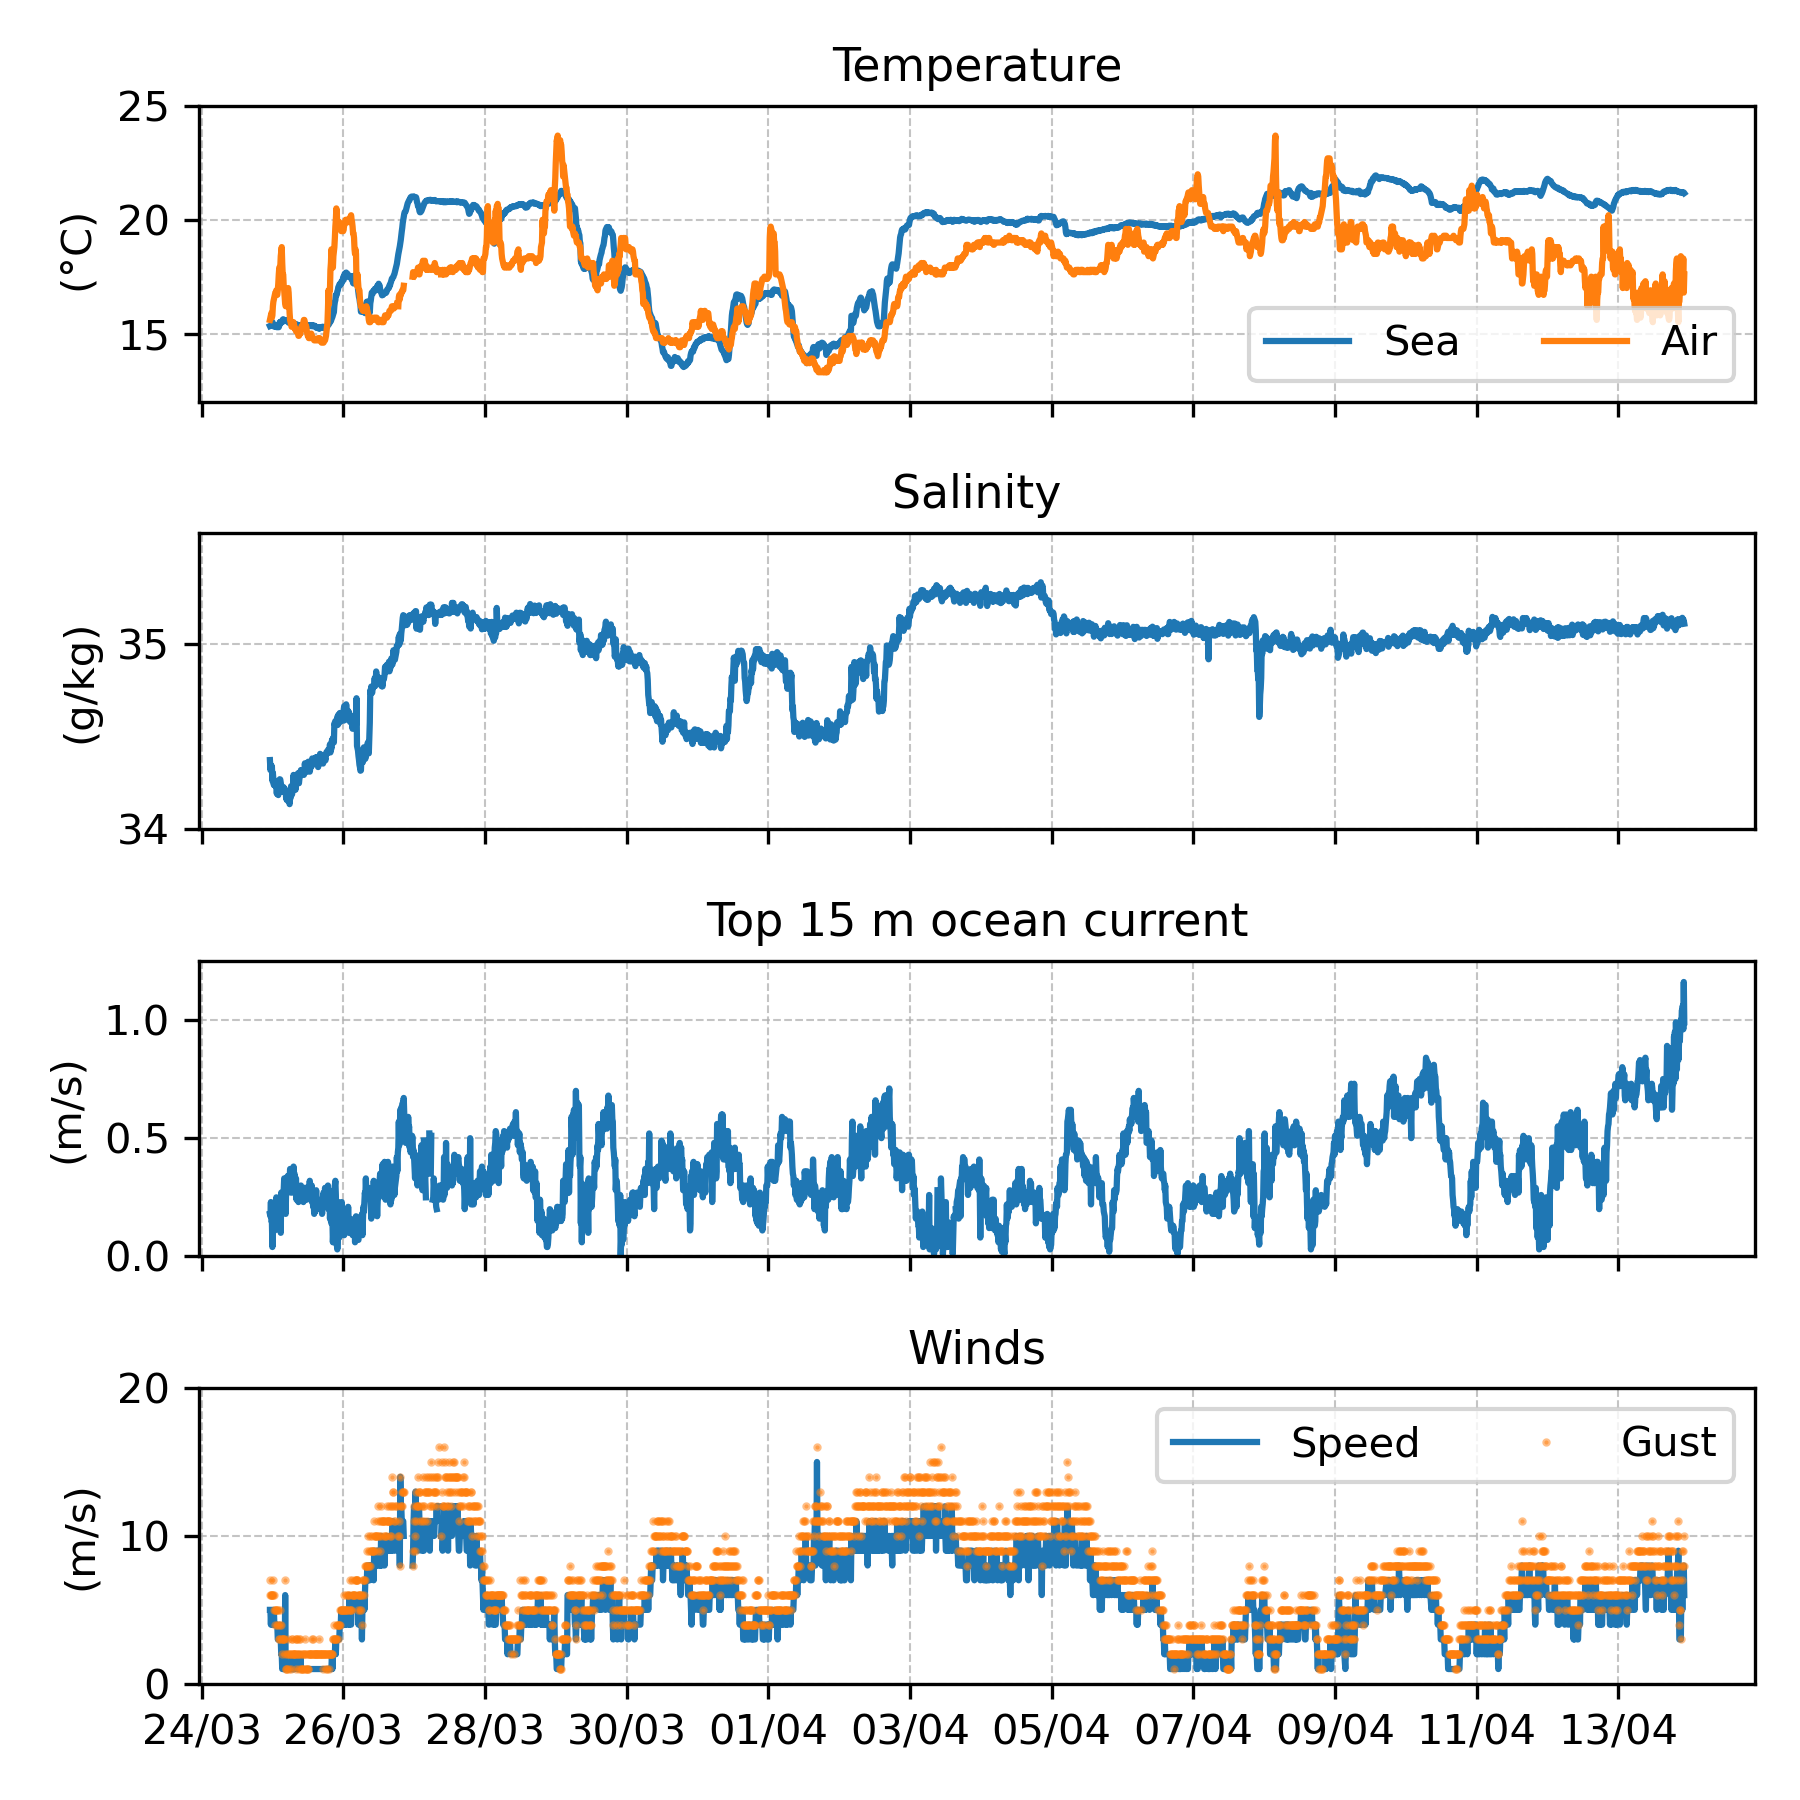 Temperature
25
20
15
(°C)
Sea
Air
Salinity
35
34
(g/kg)
Top 15 m ocean current
1.0
0.5
0.0
(m/s)
Winds
20
10
0
(m/s)
Speed
Gust
24/03 26/03 28/03 30/03 01/04 03/04 05/04 07/04 09/04 11/04 13/04